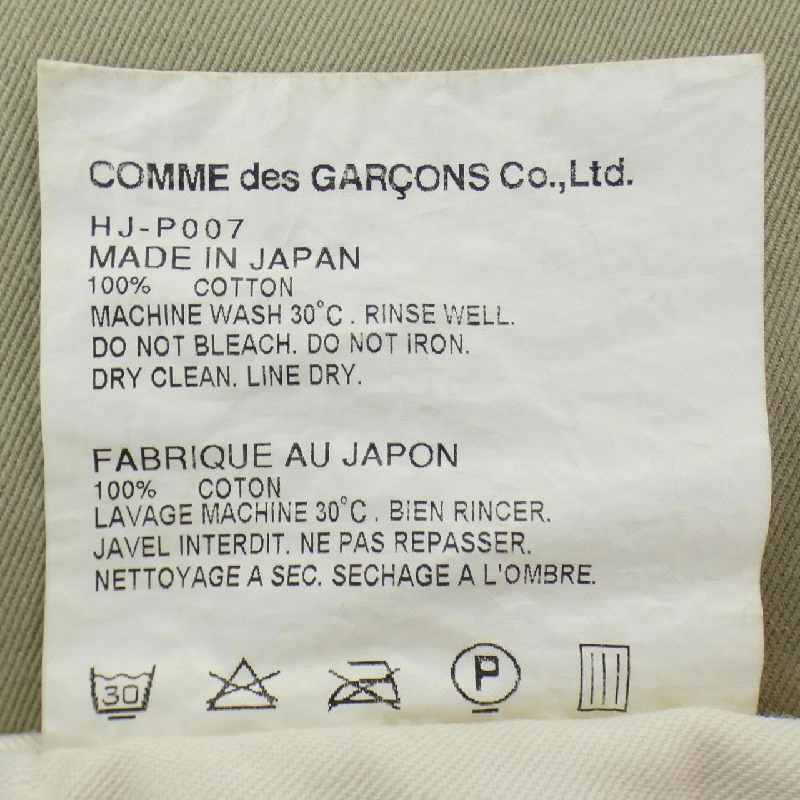 COMME des GARÇONS Co.,Ltd.
HJ-P007
MADE IN JAPAN
100% COTTON
MACHINE WASH 30°C . RINSE WELL.
DO NOT BLEACH. DO NOT IRON.
DRY CLEAN. LINE DRY.
FABRIQUE AU JAPON
100% COTON
LAVAGE MACHINE 30°C . BIEN RINCER.
JAVEL INTERDIT. NE PAS REPASSER.
NETTOYAGE A SEC. SECHAGE A L'OMBRE.
30 P